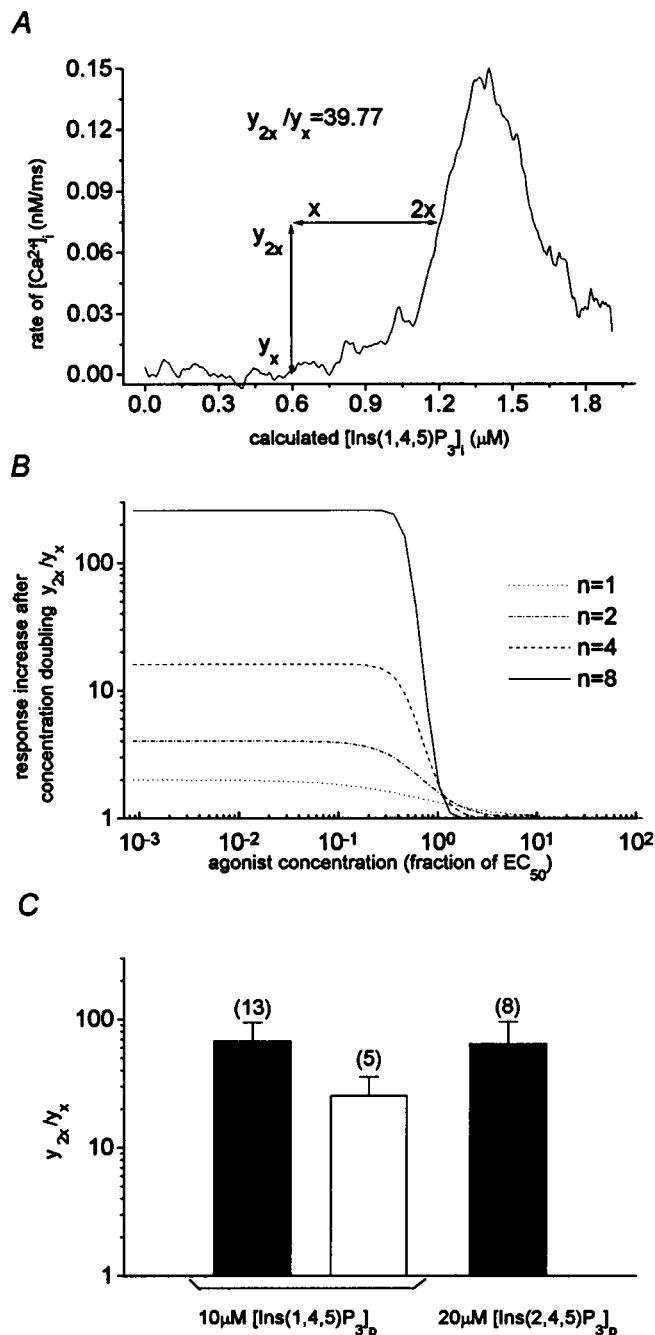 A
0.15
0.12
0.09
0.06
0.03
0.00
rate of [Ca²⁺]ᵢ (nM/ms)
y₂ₓ/yₓ=39.77
x
2x
y₂ₓ
yₓ
0.0 0.3 0.6 0.9 1.2 1.5 1.8
calculated [Ins(1,4,5)P₃]ᵢ (μM)
B
response increase after
concentration doubling y₂ₓ/yₓ
100
10
1
n=1
n=2
n=4
n=8
10⁻³ 10⁻² 10⁻¹ 10⁰ 10¹ 10²
agonist concentration (fraction of EC₅₀)
C
y₂ₓ/yₓ
100
10
1
(13)
(5)
(8)
10μM [Ins(1,4,5)P₃]ₚ 20μM [Ins(2,4,5)P₃]ₚ